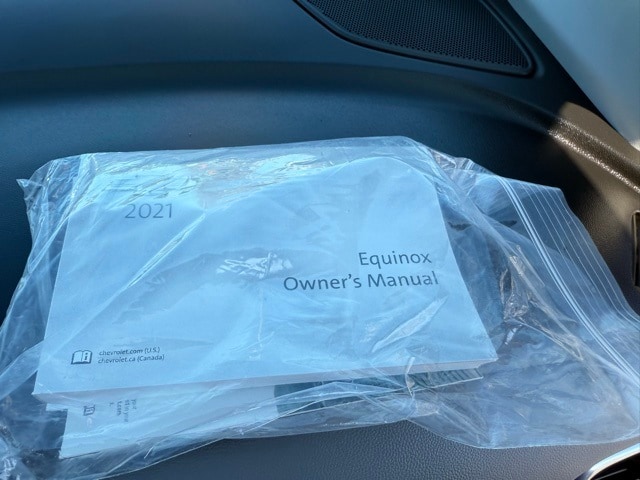 2021
Equinox
Owner's Manual
chevrolet.com (U.S.)
chevrolet.ca (Canada)